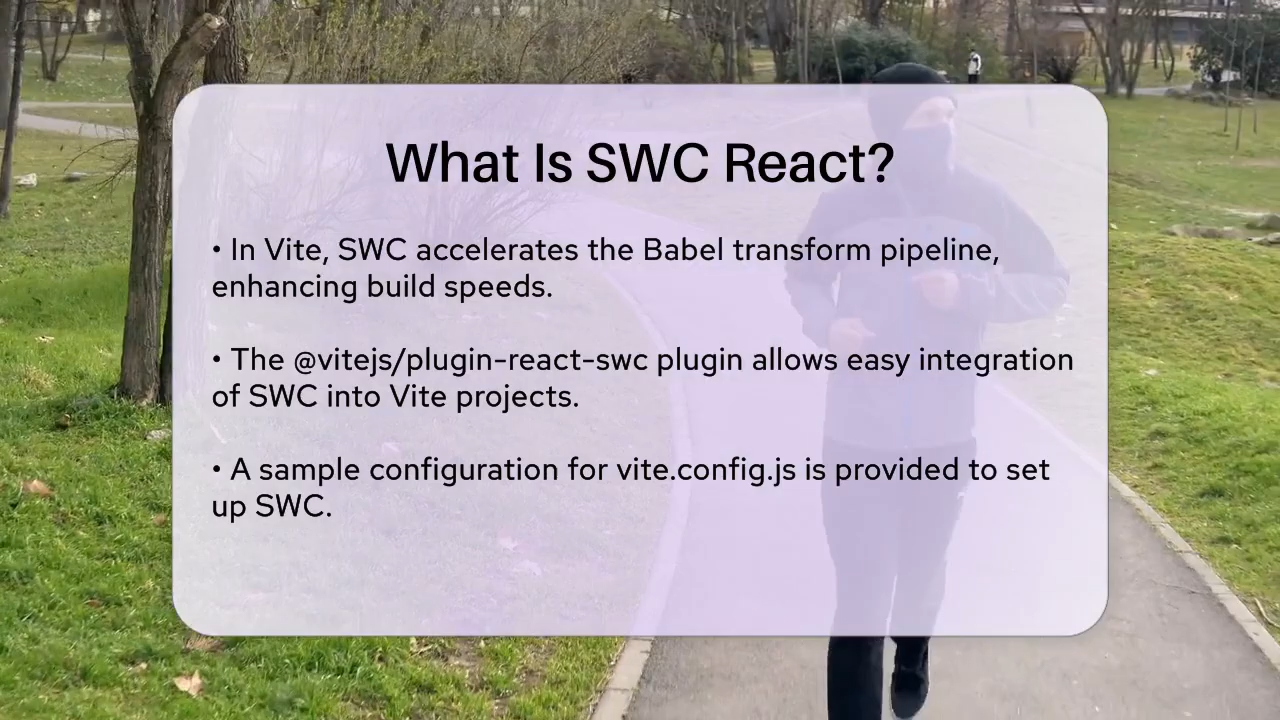 What Is SWC React?
• In Vite, SWC accelerates the Babel transform pipeline,
enhancing build speeds.
• The @vitejs/plugin-react-swc plugin allows easy integration
of SWC into Vite projects.
• A sample configuration for vite.config.js is provided to set
up SWC.